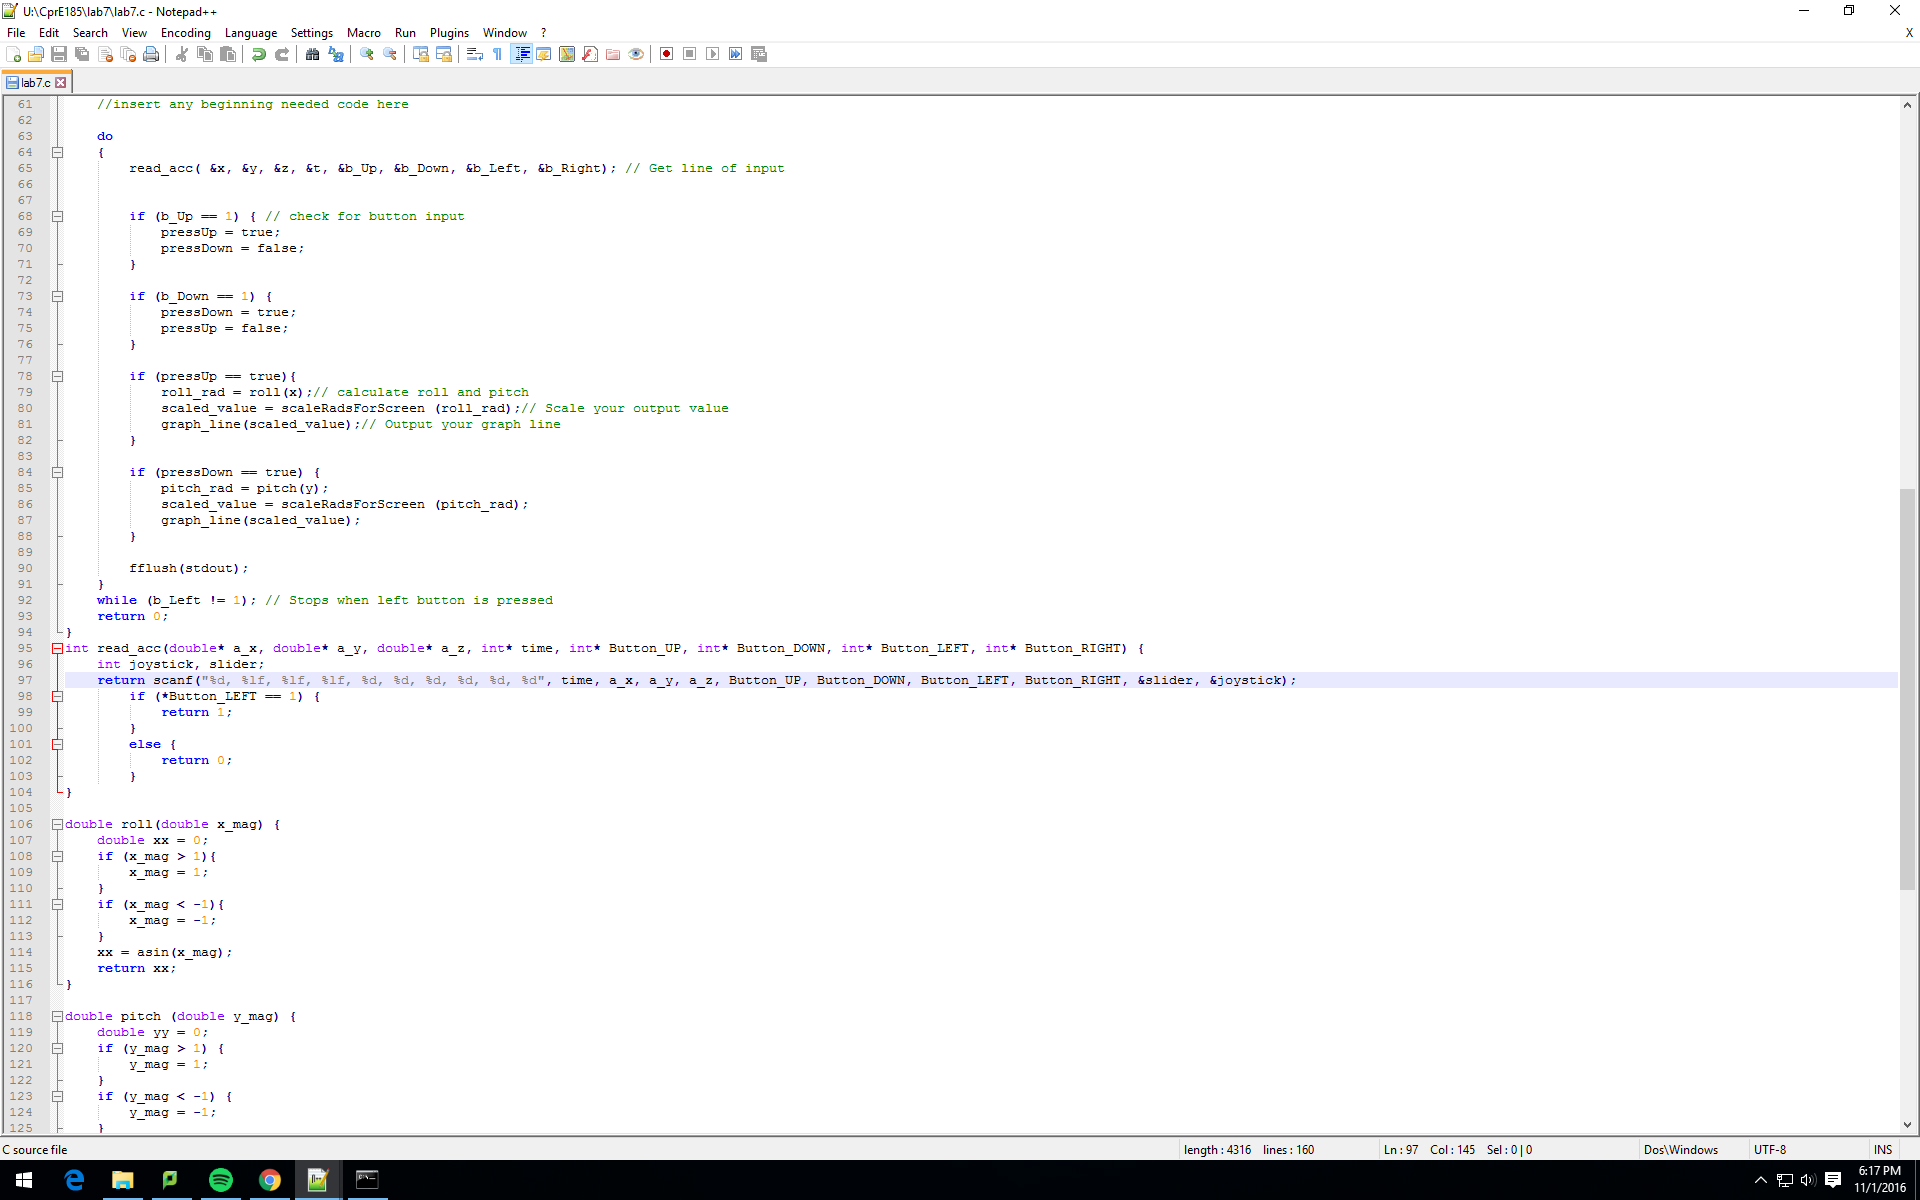 U:\CprE185\lab7\lab7.c - Notepad++
File Edit Search View Encoding Language Settings Macro Run Plugins Window ? X
lab7.c
61 //insert any beginning needed code here
62
63 do
64 {
65 read_acc( &x, &y, &z, &t, &b_Up, &b_Down, &b_Left, &b_Right); // Get line of input
66
67
68 if (b_Up == 1) { // check for button input
69 pressUp = true;
70 pressDown = false;
71 }
72
73 if (b_Down == 1) {
74 pressDown = true;
75 pressUp = false;
76 }
77
78 if (pressUp == true){
79 roll_rad = roll(x);// calculate roll and pitch
80 scaled_value = scaleRadsForScreen (roll_rad);// Scale your output value
81 graph_line(scaled_value);// Output your graph line
82 }
83
84 if (pressDown == true) {
85 pitch_rad = pitch(y);
86 scaled_value = scaleRadsForScreen (pitch_rad);
87 graph_line(scaled_value);
88 }
89
90 fflush(stdout);
91 }
92 while (b_Left != 1); // Stops when left button is pressed
93 return 0;
94 }
95 int read_acc(double* a_x, double* a_y, double* a_z, int* time, int* Button_UP, int* Button_DOWN, int* Button_LEFT, int* Button_RIGHT) {
96 int joystick, slider;
97 return scanf("%d, %lf, %lf, %lf, %d, %d, %d, %d, %d, %d", time, a_x, a_y, a_z, Button_UP, Button_DOWN, Button_LEFT, Button_RIGHT, &slider, &joystick);
98 if (*Button_LEFT == 1) {
99 return 1;
100 }
101 else {
102 return 0;
103 }
104 }
105
106 double roll(double x_mag) {
107 double xx = 0;
108 if (x_mag > 1){
109 x_mag = 1;
110 }
111 if (x_mag < -1){
112 x_mag = -1;
113 }
114 xx = asin(x_mag);
115 return xx;
116 }
117
118 double pitch (double y_mag) {
119 double yy = 0;
120 if (y_mag > 1) {
121 y_mag = 1;
122 }
123 if (y_mag < -1) {
124 y_mag = -1;
125 }
C source file length : 4316 lines : 160 Ln : 97 Col : 145 Sel : 0 | 0 Dos\Windows UTF-8 INS
6:17 PM
11/1/2016